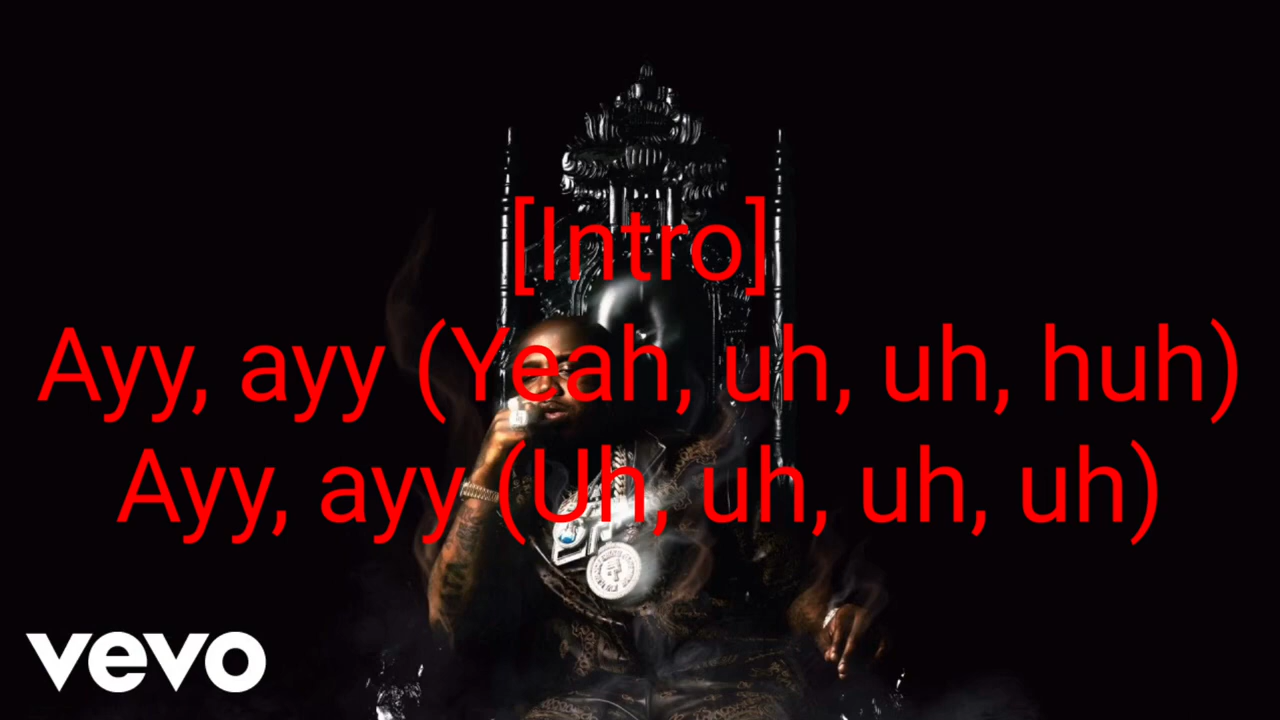 [Intro]
Ayy, ayy (Yeah, uh, uh, huh)
Ayy, ayy (Uh, uh, uh, uh)
vevo